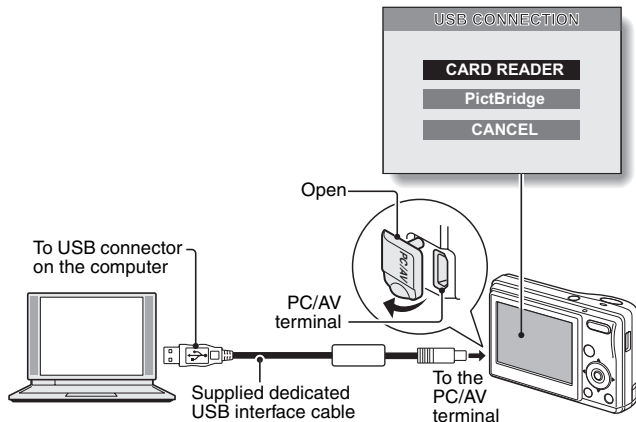 USB CONNECTION
CARD READER
PictBridge
CANCEL
Open
PC/AV
To USB connector
on the computer
PC/AV
terminal
Supplied dedicated
USB interface cable
To the
PC/AV
terminal